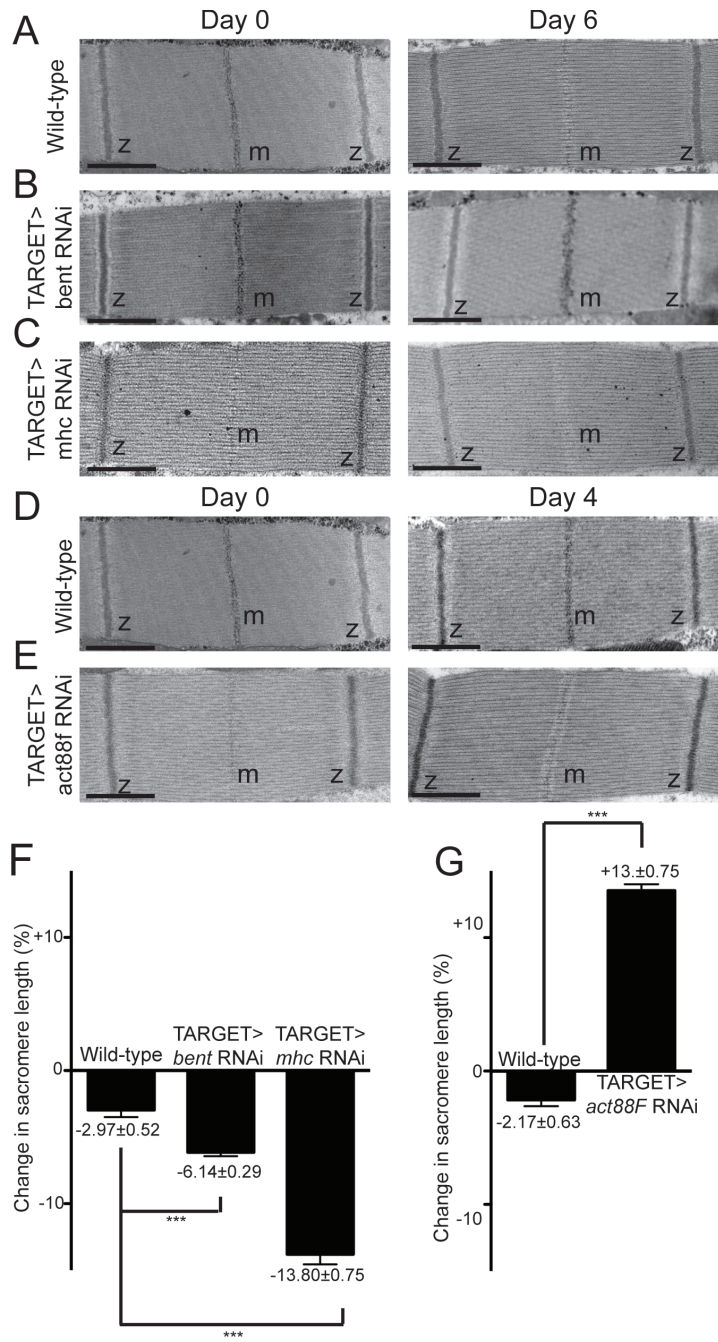 A
Day 0
Day 6
Wild-type
z
m
z
z
m
z
B
TARGET>
bent RNAi
z
m
z
z
m
z
C
TARGET>
mhc RNAi
z
m
z
z
m
z
Day 0
Day 4
D
Wild-type
z
m
z
z
m
z
E
TARGET>
act88f RNAi
z
m
z
z
m
z
F
Change in sacromere length (%)
+10
0
-10
Wild-type
TARGET>
bent RNAi
TARGET>
mhc RNAi
-2.97±0.52
-6.14±0.29
-13.80±0.75
***
***
G
Change in sacromere length (%)
+10
0
-10
***
+13.±0.75
Wild-type
TARGET>
act88F RNAi
-2.17±0.63